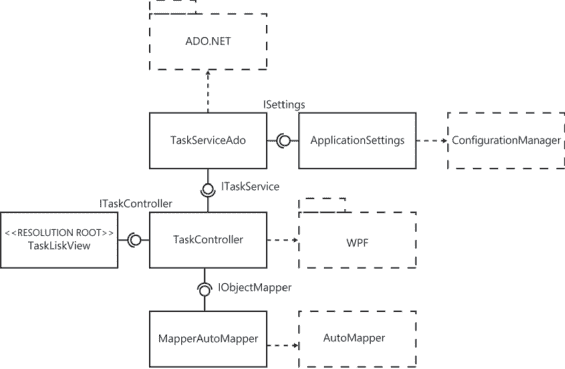 ADO.NET
ISettings
TaskServiceAdo
ApplicationSettings
ConfigurationManager
ITaskService
ITaskController
<<RESOLUTION ROOT>>
TaskLiskView
TaskController
WPF
IObjectMapper
MapperAutoMapper
AutoMapper